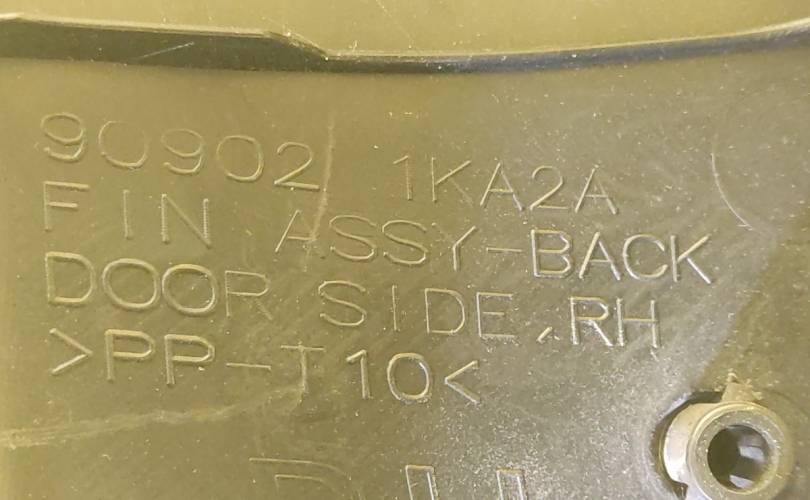 90902 1KA2A
FIN ASSY-BACK
DOOR SIDE,RH
>PP-T10<